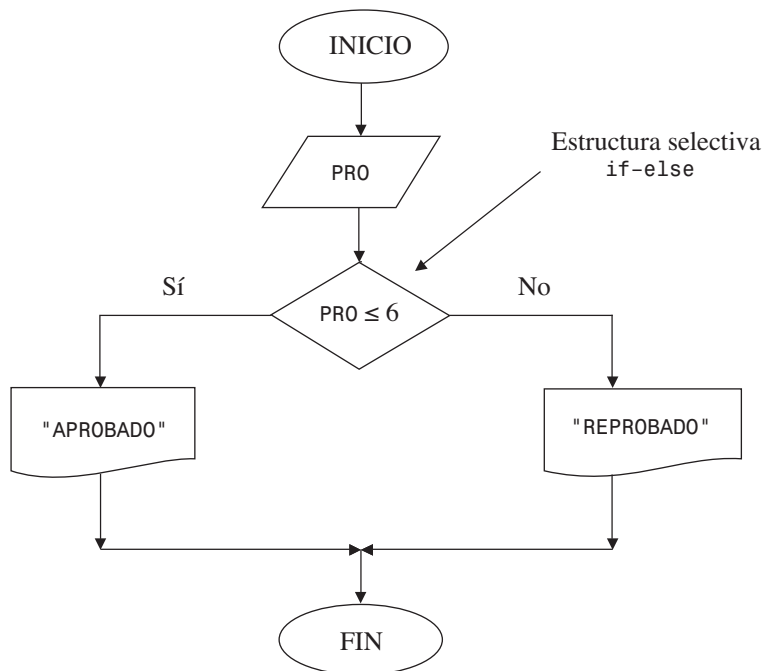 INICIO
PRO
Estructura selectiva
if-else
PRO ≤ 6
Sí
No
"APROBADO"
"REPROBADO"
FIN